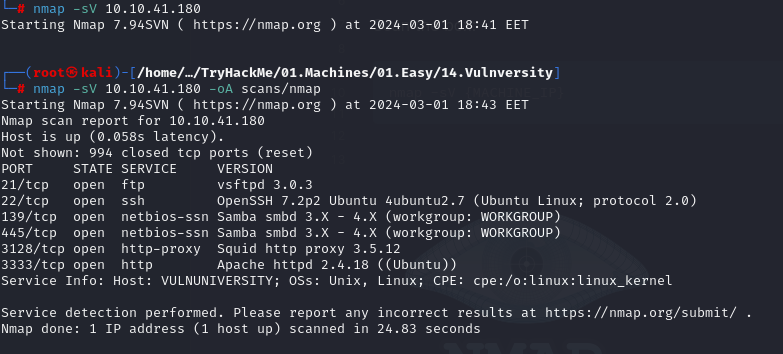 └─# nmap -sV 10.10.41.180
Starting Nmap 7.94SVN ( https://nmap.org ) at 2024-03-01 18:41 EET
┌──(root㉿kali)-[/home/…/TryHackMe/01.Machines/01.Easy/14.Vulnversity]
└─# nmap -sV 10.10.41.180 -oA scans/nmap
Starting Nmap 7.94SVN ( https://nmap.org ) at 2024-03-01 18:43 EET
Nmap scan report for 10.10.41.180
Host is up (0.058s latency).
Not shown: 994 closed tcp ports (reset)
PORT     STATE SERVICE     VERSION
21/tcp   open  ftp         vsftpd 3.0.3
22/tcp   open  ssh         OpenSSH 7.2p2 Ubuntu 4ubuntu2.7 (Ubuntu Linux; protocol 2.0)
139/tcp  open  netbios-ssn Samba smbd 3.X - 4.X (workgroup: WORKGROUP)
445/tcp  open  netbios-ssn Samba smbd 3.X - 4.X (workgroup: WORKGROUP)
3128/tcp open  http-proxy  Squid http proxy 3.5.12
3333/tcp open  http        Apache httpd 2.4.18 ((Ubuntu))
Service Info: Host: VULNUNIVERSITY; OSs: Unix, Linux; CPE: cpe:/o:linux:linux_kernel
Service detection performed. Please report any incorrect results at https://nmap.org/submit/ .
Nmap done: 1 IP address (1 host up) scanned in 24.83 seconds